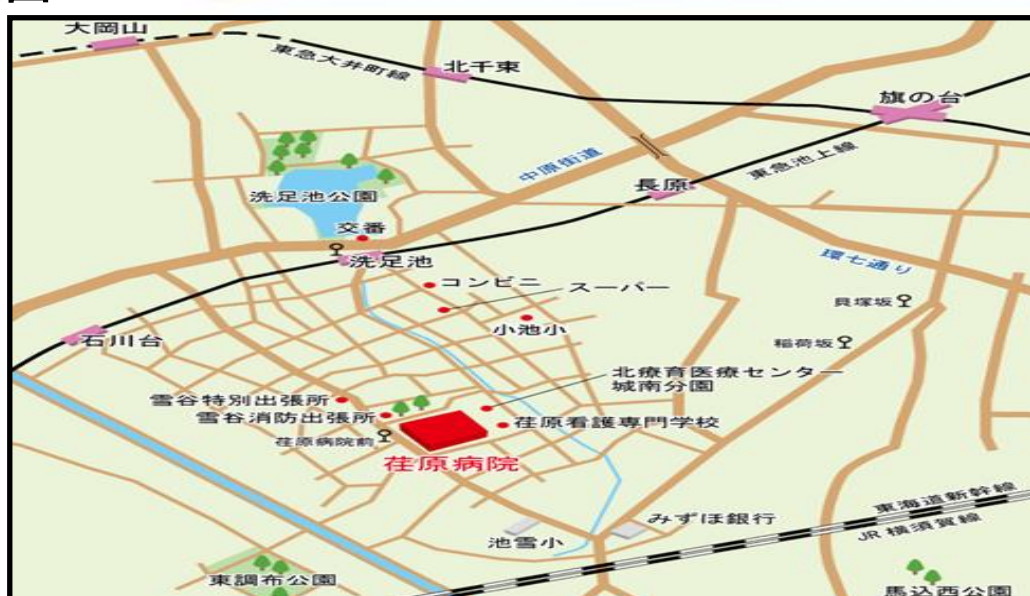 大岡山
東急大井町線
北千束
旗の台
中原街道
長原
東急池上線
洗足池公園
交番
洗足池
環七通り
コンビニ
スーパー
貝塚坂
小池小
石川台
稲荷坂
北療育医療センター
城南分園
雪谷特別出張所
雪谷消防出張所
荏原看護専門学校
荏原病院前
荏原病院
東海道新幹線
みずほ銀行
JR横須賀線
池雪小
東調布公園
馬込西公園